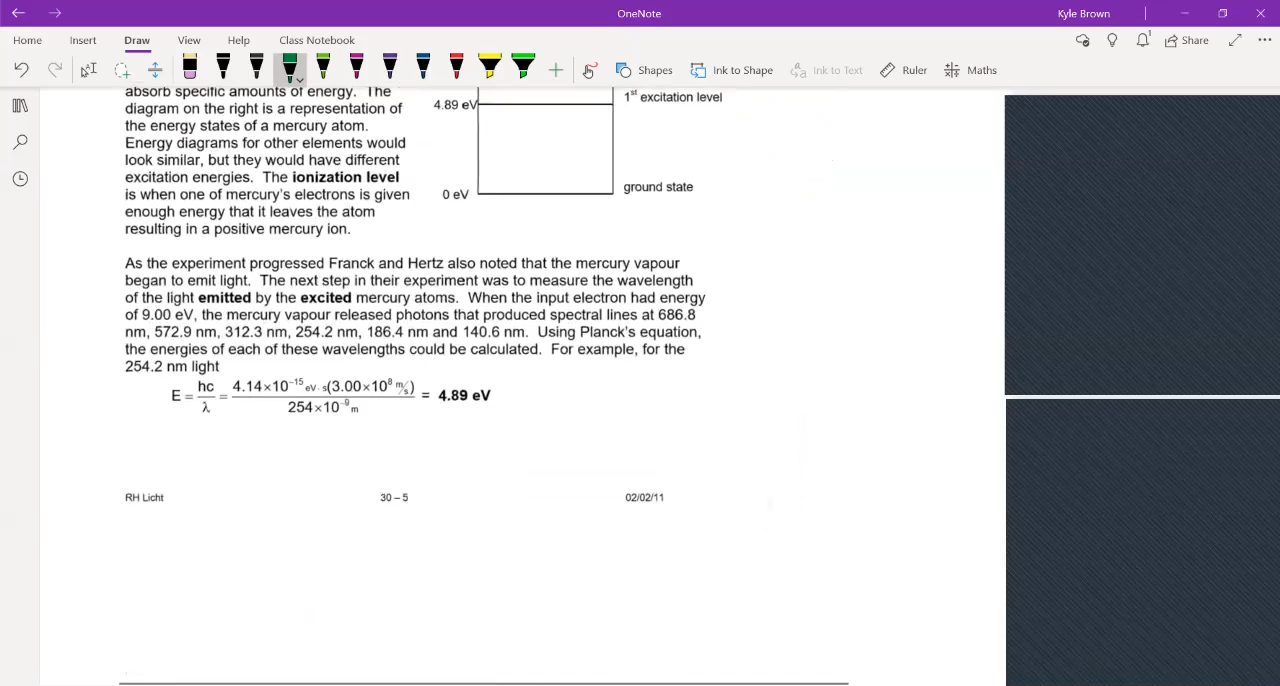 OneNote
Kyle Brown
Home Insert Draw View Help Class Notebook
Share
Shapes Ink to Shape Ink to Text Ruler Maths
absorb specific amounts of energy. The
diagram on the right is a representation of
the energy states of a mercury atom.
Energy diagrams for other elements would
look similar, but they would have different
excitation energies. The ionization level
is when one of mercury's electrons is given
enough energy that it leaves the atom
resulting in a positive mercury ion.
4.89 eV
1st excitation level
0 eV
ground state
As the experiment progressed Franck and Hertz also noted that the mercury vapour
began to emit light. The next step in their experiment was to measure the wavelength
of the light emitted by the excited mercury atoms. When the input electron had energy
of 9.00 eV, the mercury vapour released photons that produced spectral lines at 686.8
nm, 572.9 nm, 312.3 nm, 254.2 nm, 186.4 nm and 140.6 nm. Using Planck's equation,
the energies of each of these wavelengths could be calculated. For example, for the
254.2 nm light
E = hc/λ = 4.14×10⁻¹⁵ eV·s(3.00×10⁸ m/s) / 254×10⁻⁹ m = 4.89 eV
RH Licht 30 – 5 02/02/11